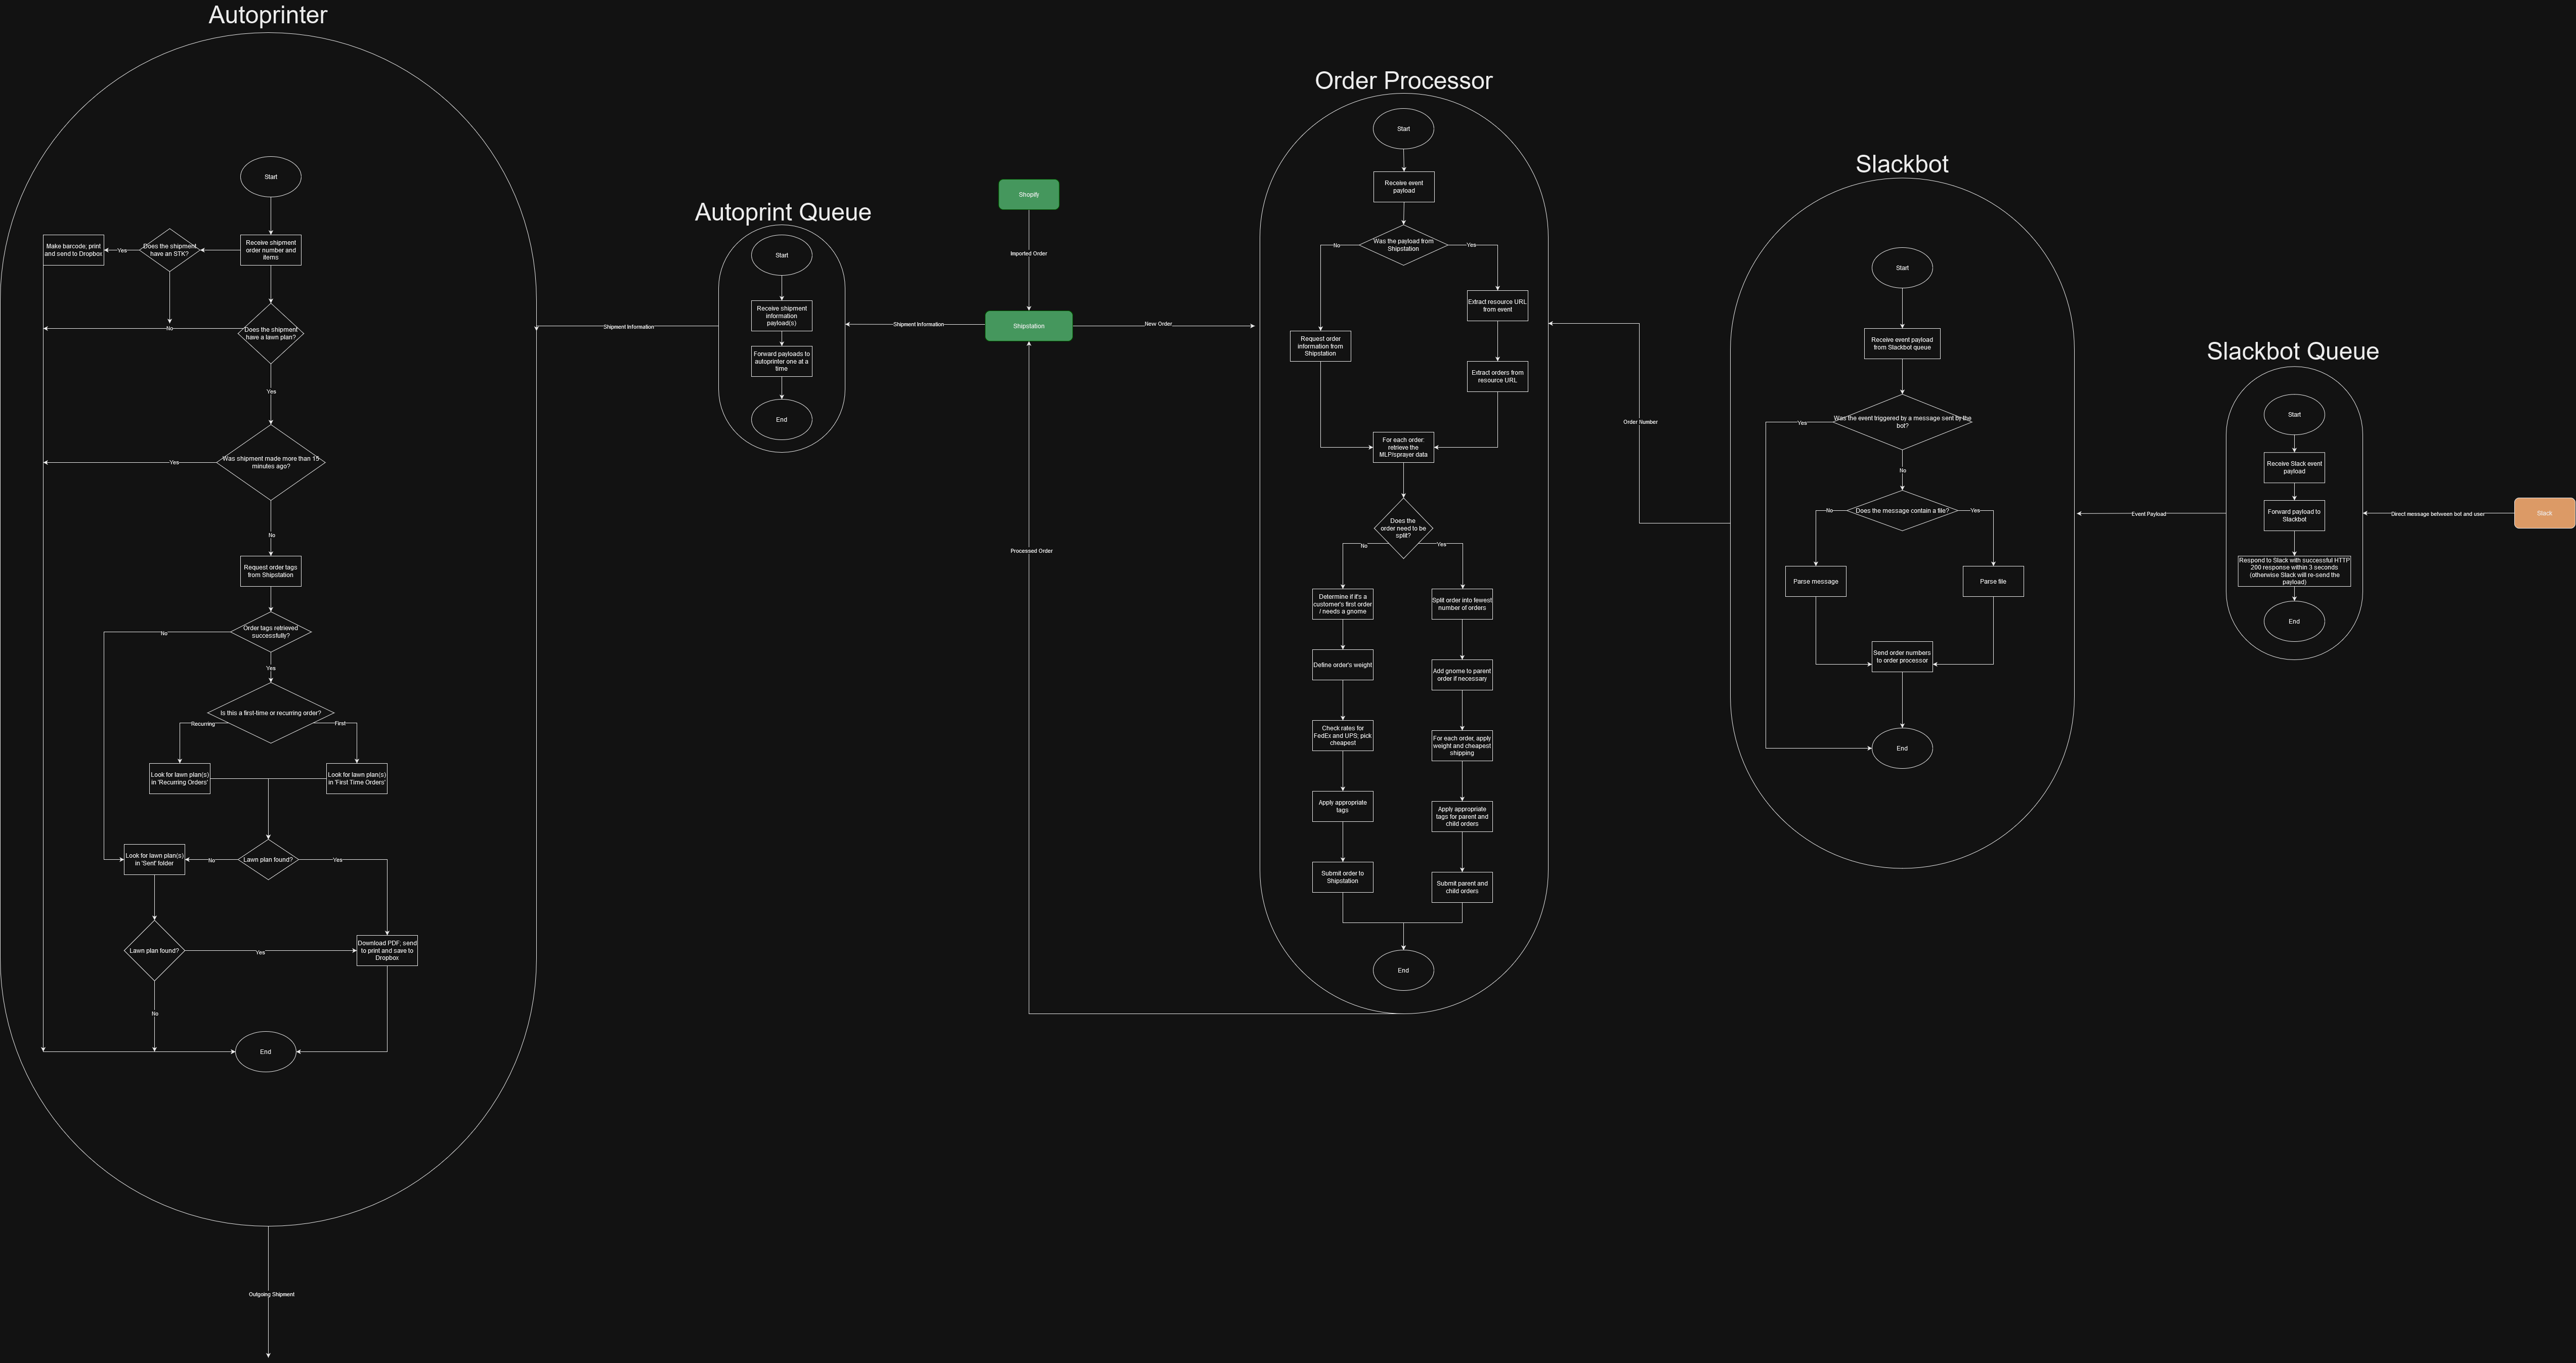 Autoprinter
Start
Receive shipment
order number and
items
Does the shipment
have an STK?
Yes
Make barcode; print
and send to Dropbox
No
Does the shipment
have a lawn plan?
Yes
Was shipment made more than 15
minutes ago?
Yes
No
Request order tags
from Shipstation
Order tags retrieved
successfully?
No
Yes
Is this a first-time or recurring order?
Recurring
First
Look for lawn plan(s)
in 'Recurring Orders'
Look for lawn plan(s)
in 'First Time Orders'
Lawn plan found?
No
Yes
Look for lawn plan(s)
in 'Sent' folder
Lawn plan found?
Yes
Download PDF; send
to print and save to
Dropbox
No
End
Outgoing Shipment
Shipment Information
Autoprint Queue
Start
Receive shipment
information
payload(s)
Forward payloads to
autoprinter one at a
time
End
Shipment Information
Shopify
Imported Order
Shipstation
New Order
Processed Order
Order Processor
Start
Receive event
payload
Was the payload from
Shipstation
No
Yes
Extract resource URL
from event
Request order
information from
Shipstation
Extract orders from
resource URL
For each order:
retrieve the
MLP/sprayer data
Does the
order need to be
split?
No
Yes
Determine if it's a
customer's first order
/ needs a gnome
Split order into fewest
number of orders
Define order's weight
Add gnome to parent
order if necessary
Check rates for
FedEx and UPS; pick
cheapest
For each order, apply
weight and cheapest
shipping
Apply appropriate
tags
Apply appropriate
tags for parent and
child orders
Submit order to
Shipstation
Submit parent and
child orders
End
Order Number
Slackbot
Start
Receive event payload
from Slackbot queue
Was the event triggered by a message sent by the
bot?
Yes
No
Does the message contain a file?
No
Yes
Parse message
Parse file
Send order numbers
to order processor
End
Event Payload
Slackbot Queue
Start
Receive Slack event
payload
Forward payload to
Slackbot
Respond to Slack with successful HTTP
200 response within 3 seconds
(otherwise Slack will re-send the
payload)
End
Direct message between bot and user
Slack